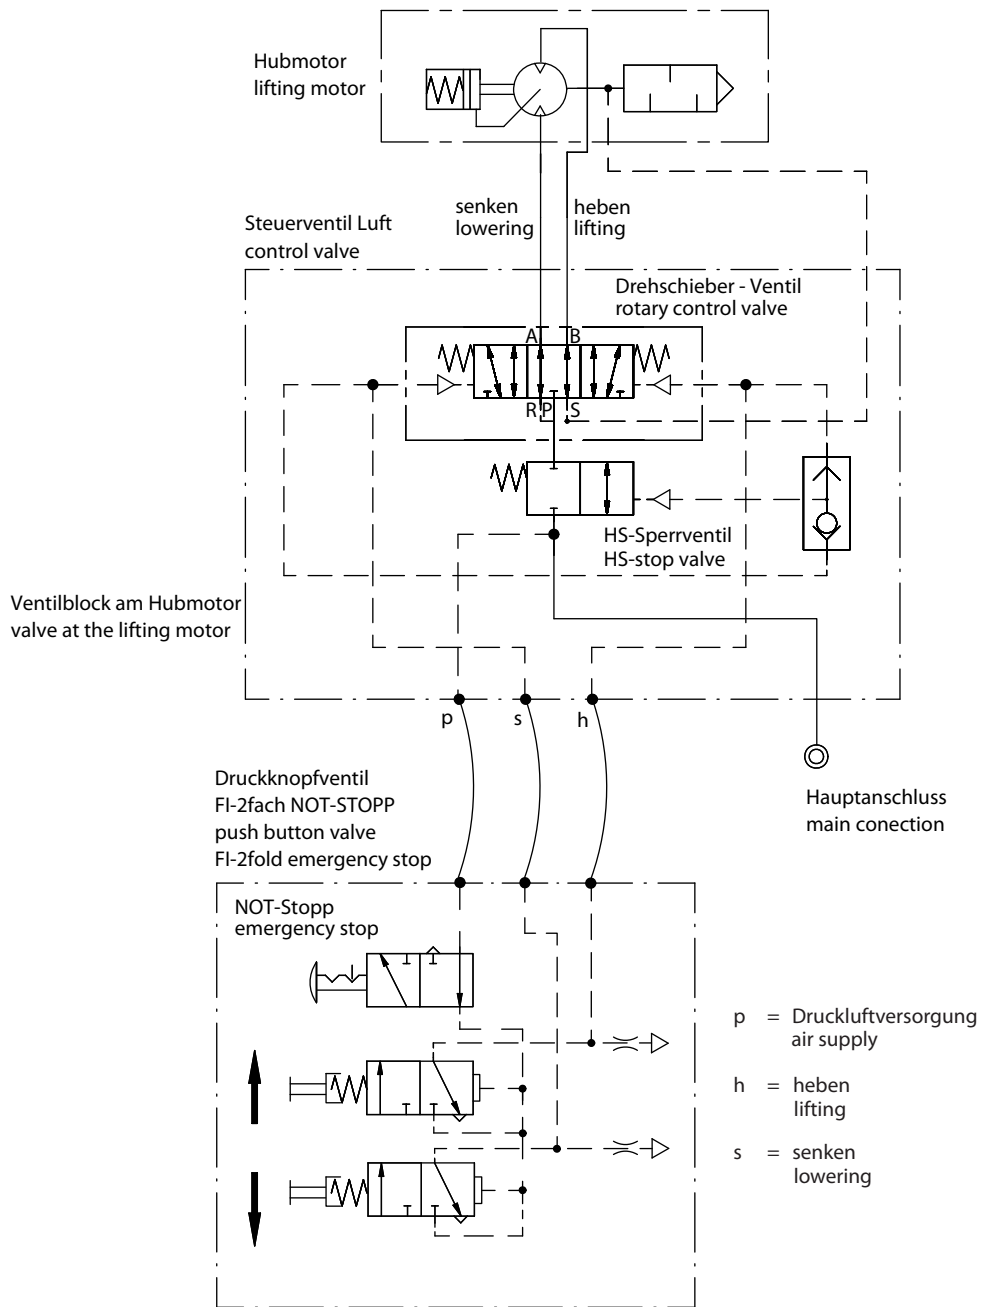 Hubmotor
lifting motor
senken
lowering
heben
lifting
Steuerventil Luft
control valve
Drehschieber - Ventil
rotary control valve
A
B
R
P
S
HS-Sperrventil
HS-stop valve
Ventilblock am Hubmotor
valve at the lifting motor
p
s
h
Druckknopfventil
FI-2fach NOT-STOPP
push button valve
FI-2fold emergency stop
Hauptanschluss
main conection
NOT-Stopp
emergency stop
p = Druckluftversorgung
air supply
h = heben
lifting
s = senken
lowering